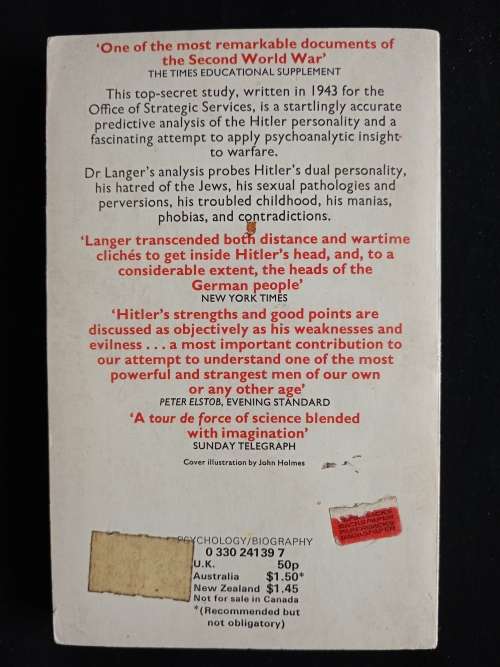 ‘One of the most remarkable documents of
the Second World War’
THE TIMES EDUCATIONAL SUPPLEMENT
This top-secret study, written in 1943 for the
Office of Strategic Services, is a startlingly accurate
predictive analysis of the Hitler personality and a
fascinating attempt to apply psychoanalytic insight
to warfare.
Dr Langer’s analysis probes Hitler’s dual personality,
his hatred of the Jews, his sexual pathologies and
perversions, his troubled childhood, his manias,
phobias, and contradictions.
‘Langer transcended both distance and wartime
clichés to get inside Hitler’s head, and, to a
considerable extent, the heads of the
German people’
NEW YORK TIMES
‘Hitler’s strengths and good points are
discussed as objectively as his weaknesses and
evilness . . . a most important contribution to
our attempt to understand one of the most
powerful and strangest men of our own
or any other age’
PETER ELSTOB, EVENING STANDARD
‘A tour de force of science blended
with imagination’
SUNDAY TELEGRAPH
Cover illustration by John Holmes
PSYCHOLOGY/BIOGRAPHY
0 330 24139 7
U.K. 50p
Australia $1.50*
New Zealand $1.45
Not for sale in Canada
*(Recommended but
not obligatory)